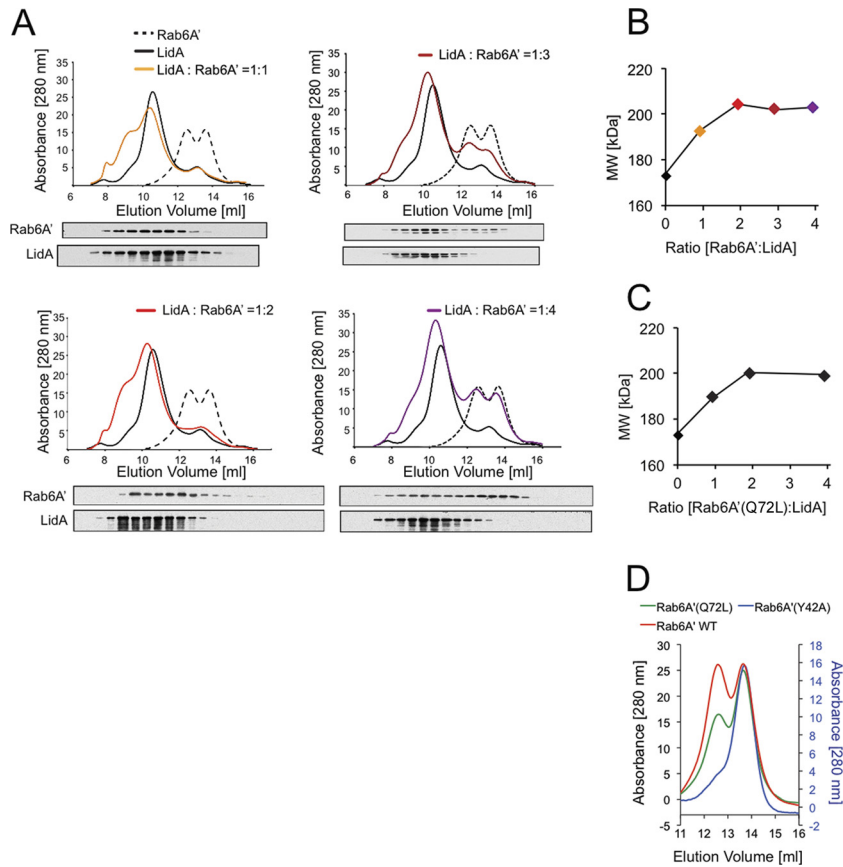 A
Rab6A'
LidA
LidA : Rab6A' =1:1
35
30
25
20
15
10
5
0
Absorbance [280 nm]
6 8 10 12 14 16
Elution Volume [ml]
Rab6A'
LidA
LidA : Rab6A' =1:3
35
30
25
20
15
10
5
0
Absorbance [280 nm]
6 8 10 12 14 16
Elution Volume [ml]
LidA : Rab6A' =1:2
35
30
25
20
15
10
5
Absorbance [280 nm]
6 8 10 12 14 16
Elution Volume [ml]
Rab6A'
LidA
LidA : Rab6A' =1:4
35
30
25
20
15
10
5
Absorbance [280 nm]
6 8 10 12 14 16
Elution Volume [ml]
B
220
200
180
160
MW [kDa]
0 1 2 3 4
Ratio [Rab6A':LidA]
C
220
200
180
160
MW [kDa]
0 1 2 3 4
Ratio [Rab6A'(Q72L):LidA]
D
Rab6A'(Q72L) Rab6A'(Y42A)
Rab6A' WT
30
25
20
15
10
5
0
-5
Absorbance [280 nm]
18
16
14
12
10
8
6
4
2
0
-2
Absorbance [280 nm]
11 12 13 14 15 16
Elution Volume [ml]